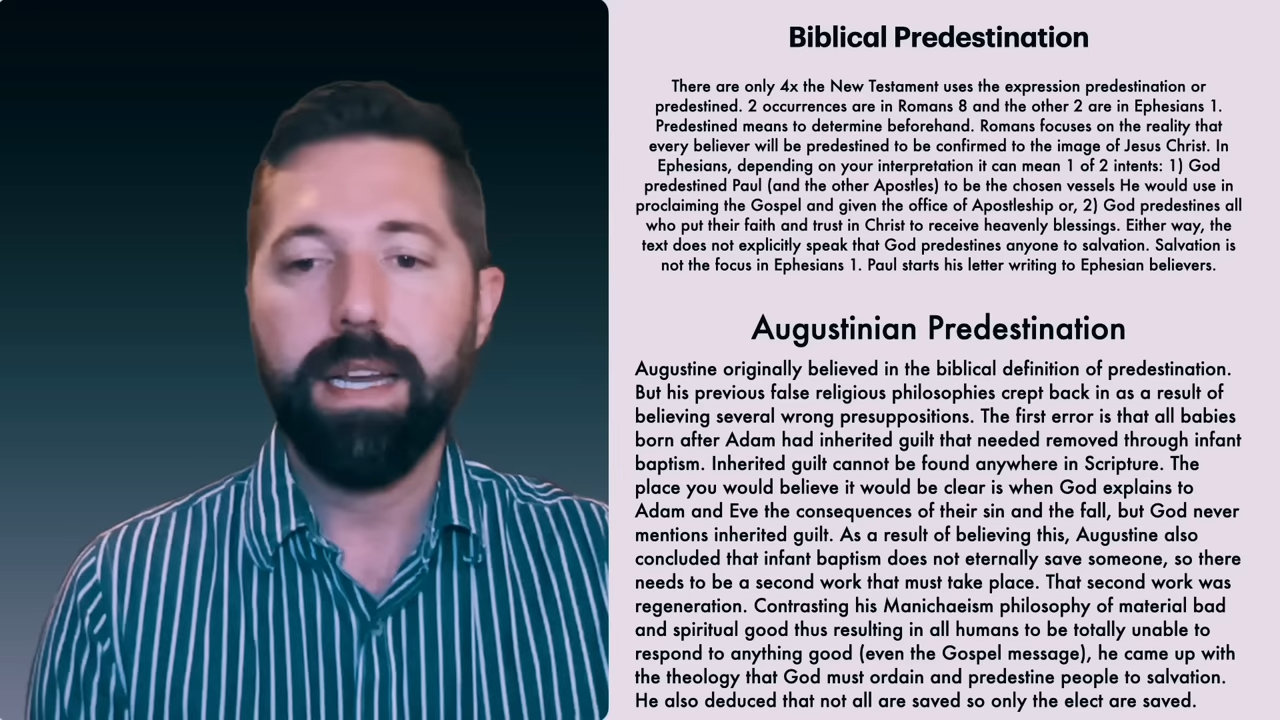 Biblical Predestination
There are only 4x the New Testament uses the expression predestination or
predestined. 2 occurrences are in Romans 8 and the other 2 are in Ephesians 1.
Predestined means to determine beforehand. Romans focuses on the reality that
every believer will be predestined to be confirmed to the image of Jesus Christ. In
Ephesians, depending on your interpretation it can mean 1 of 2 intents: 1) God
predestined Paul (and the other Apostles) to be the chosen vessels He would use in
proclaiming the Gospel and given the office of Apostleship or, 2) God predestines all
who put their faith and trust in Christ to receive heavenly blessings. Either way, the
text does not explicitly speak that God predestines anyone to salvation. Salvation is
not the focus in Ephesians 1. Paul starts his letter writing to Ephesian believers.
Augustinian Predestination
Augustine originally believed in the biblical definition of predestination.
But his previous false religious philosophies crept back in as a result of
believing several wrong presuppositions. The first error is that all babies
born after Adam had inherited guilt that needed removed through infant
baptism. Inherited guilt cannot be found anywhere in Scripture. The
place you would believe it would be clear is when God explains to
Adam and Eve the consequences of their sin and the fall, but God never
mentions inherited guilt. As a result of believing this, Augustine also
concluded that infant baptism does not eternally save someone, so there
needs to be a second work that must take place. That second work was
regeneration. Contrasting his Manichaeism philosophy of material bad
and spiritual good thus resulting in all humans to be totally unable to
respond to anything good (even the Gospel message), he came up with
the theology that God must ordain and predestine people to salvation.
He also deduced that not all are saved so only the elect are saved.